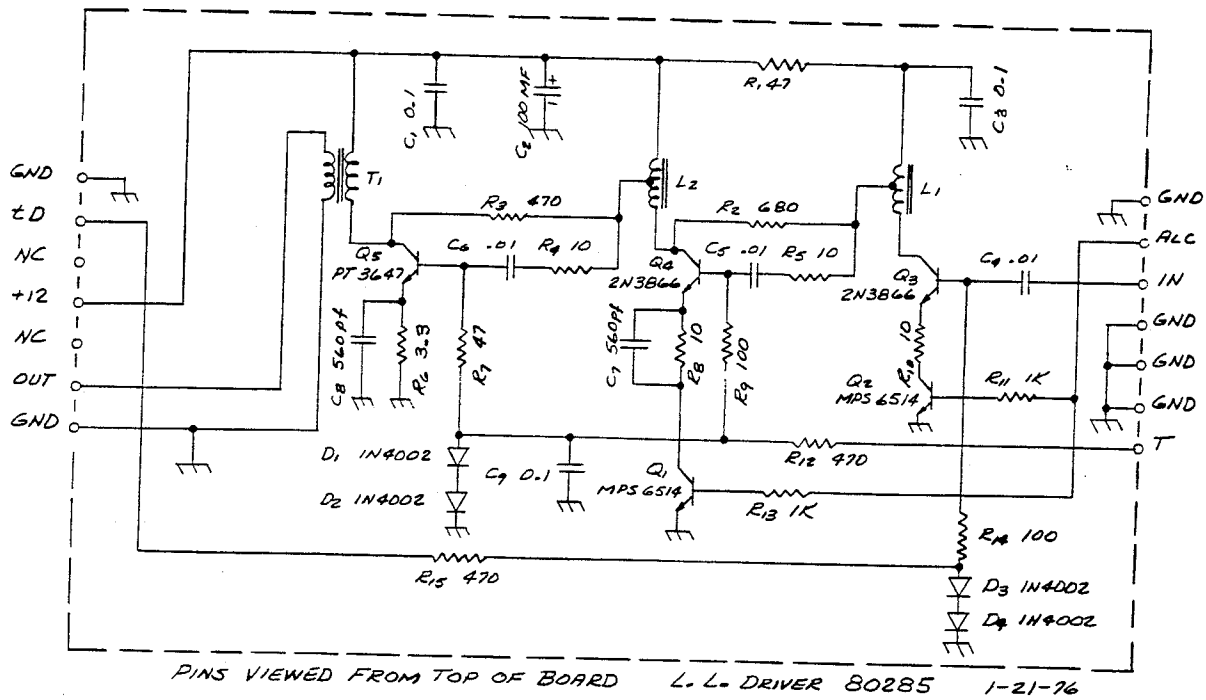 R1 47
C1 0.1
C2 100 MF
+
-
C3 0.1
GND
tD
NC
+12
NC
OUT
GND
T1
L2
L1
R3 470
R2 680
C6 .01
R4 10
C5 .01
R5 10
C4 .01
Q5
PT 3647
Q4
2N3866
Q3
2N3866
C8 560pf
R6 3.3
R7 47
C7 560pf
R8 10
R9 100
R10 10
Q2
MPS 6514
R11 1K
GND
ALC
IN
GND
GND
GND
T
D1 1N4002
D2 1N4002
C9 0.1
Q1
MPS 6514
R12 470
R13 1K
R14 100
R15 470
D3 1N4002
D4 1N4002
PINS VIEWED FROM TOP OF BOARD L.L. DRIVER 80285 1-21-76